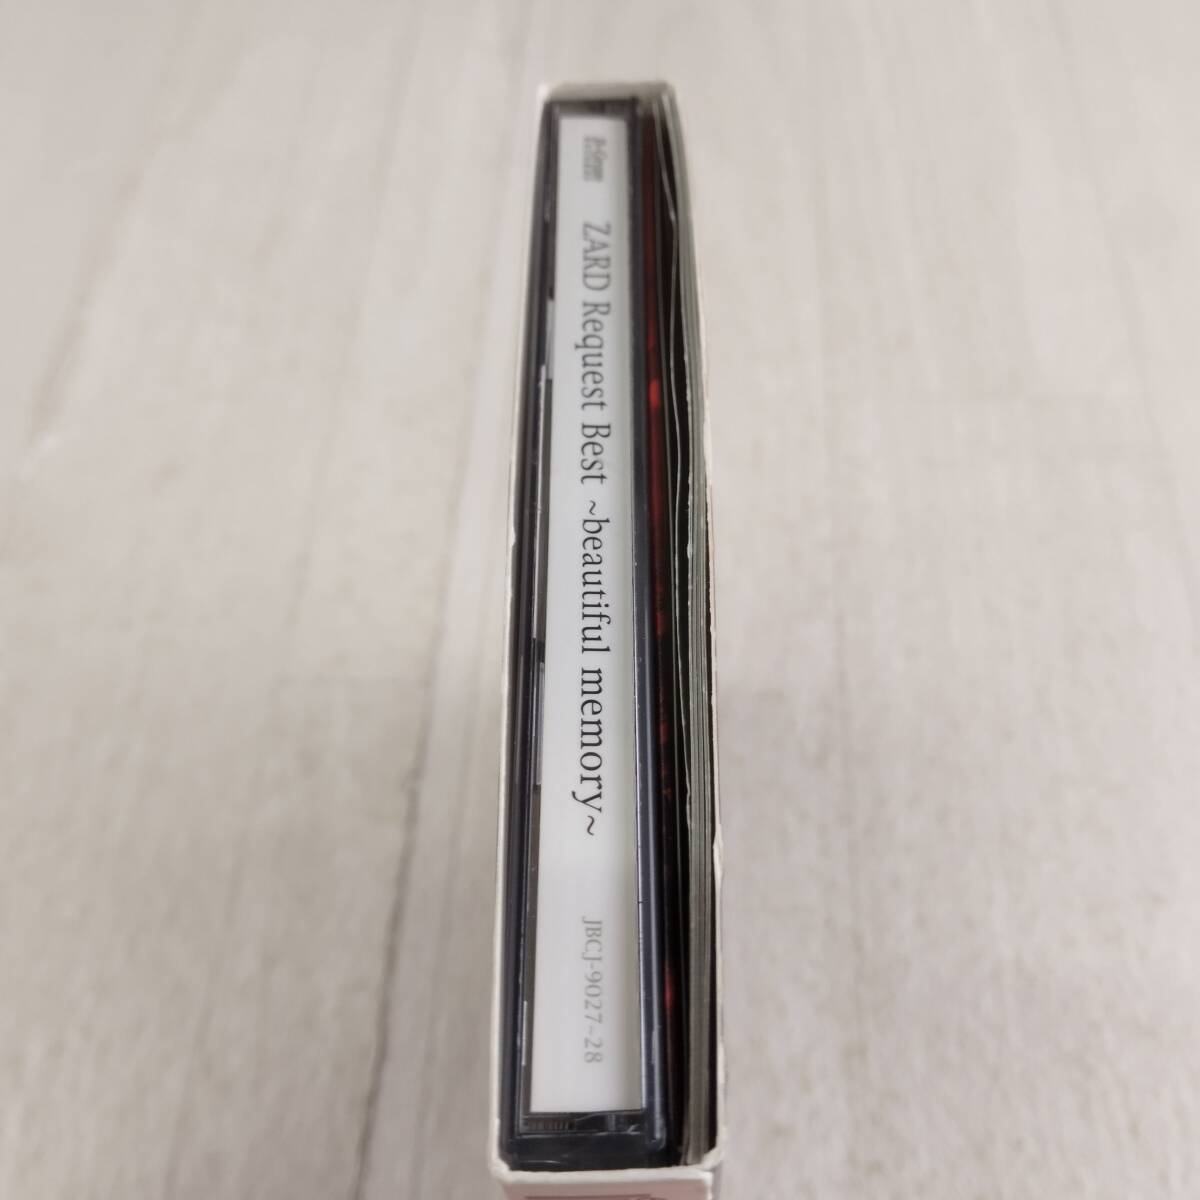 ZARD Request Best ~beautiful memory~
JBCJ-9027~28